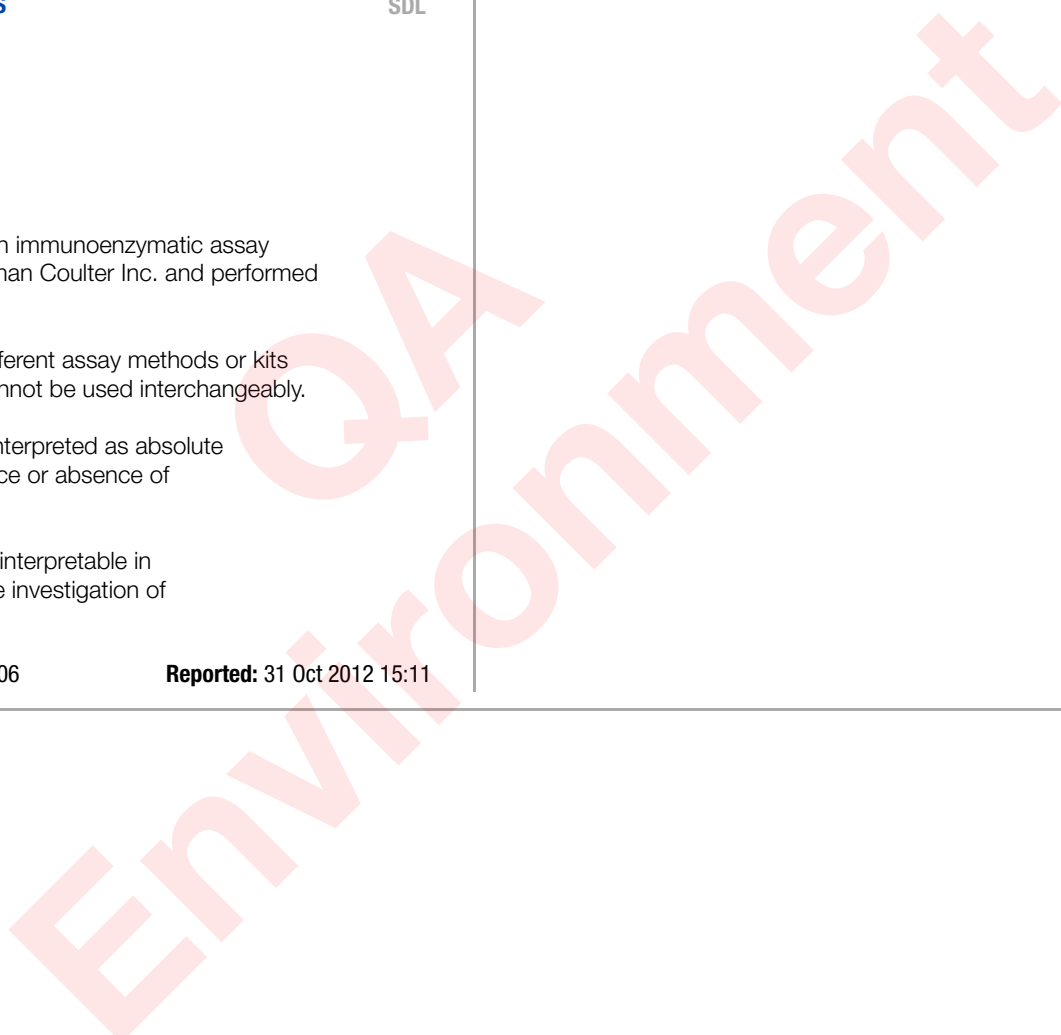 SDL
n immunoenzymatic assay
nan Coulter Inc. and performed
ferent assay methods or kits
nnot be used interchangeably.
nterpreted as absolute
ce or absence of
interpretable in
e investigation of
06 Reported: 31 Oct 2012 15:11
QA
Environment